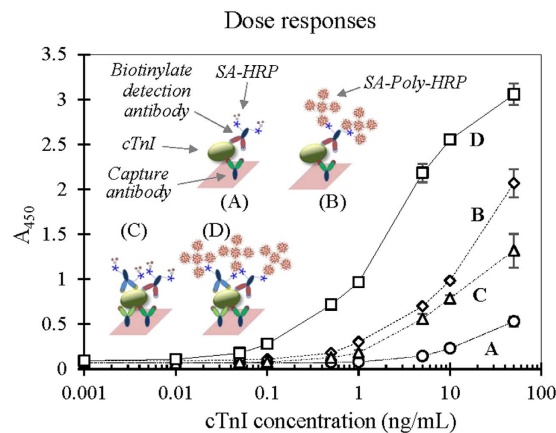 Dose responses
3.5
3
2.5
2
1.5
1
0.5
0
A450
0.001
0.01
0.1
1
10
100
cTnI concentration (ng/mL)
Biotinylate
detection
antibody
SA-HRP
cTnI
Capture
antibody
(A)
SA-Poly-HRP
(B)
(C)
(D)
D
B
C
A